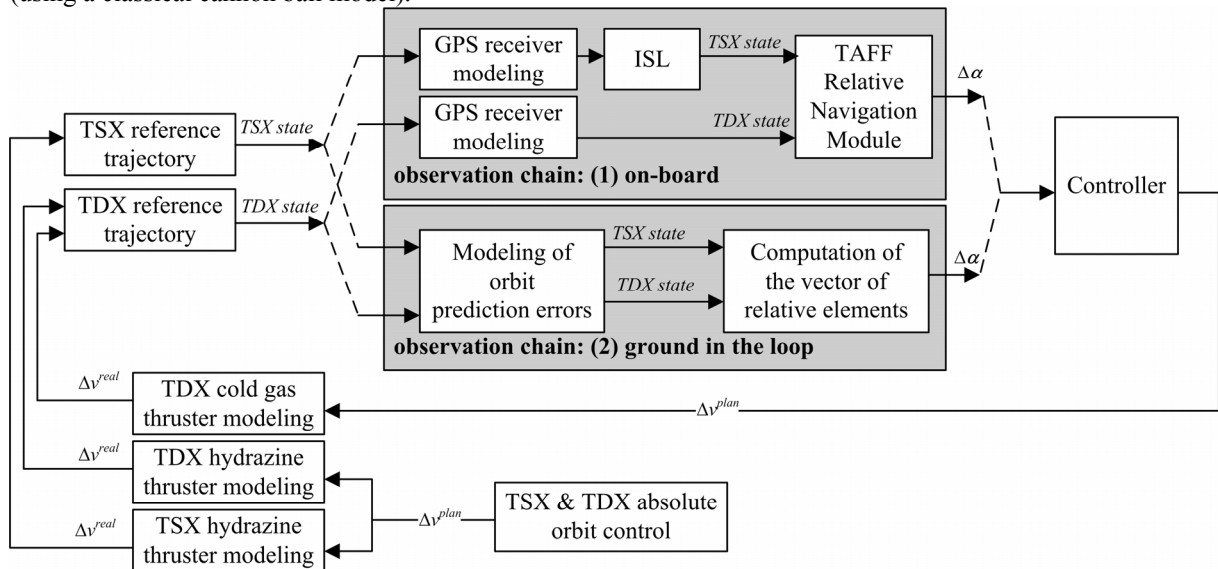 (using a classical cannon ball model).
GPS receiver
modeling
ISL
TSX state
TAFF
Relative
Navigation
Module
Δα
GPS receiver
modeling
TDX state
observation chain: (1) on-board
TSX reference
trajectory
TSX state
TDX reference
trajectory
TDX state
Controller
Modeling of
orbit
prediction errors
TSX state
TDX state
Computation of
the vector of
relative elements
Δα
observation chain: (2) ground in the loop
Δv^real
TDX cold gas
thruster modeling
Δv^plan
Δv^real
TDX hydrazine
thruster modeling
Δv^real
TSX hydrazine
thruster modeling
Δv^plan
TSX & TDX absolute
orbit control